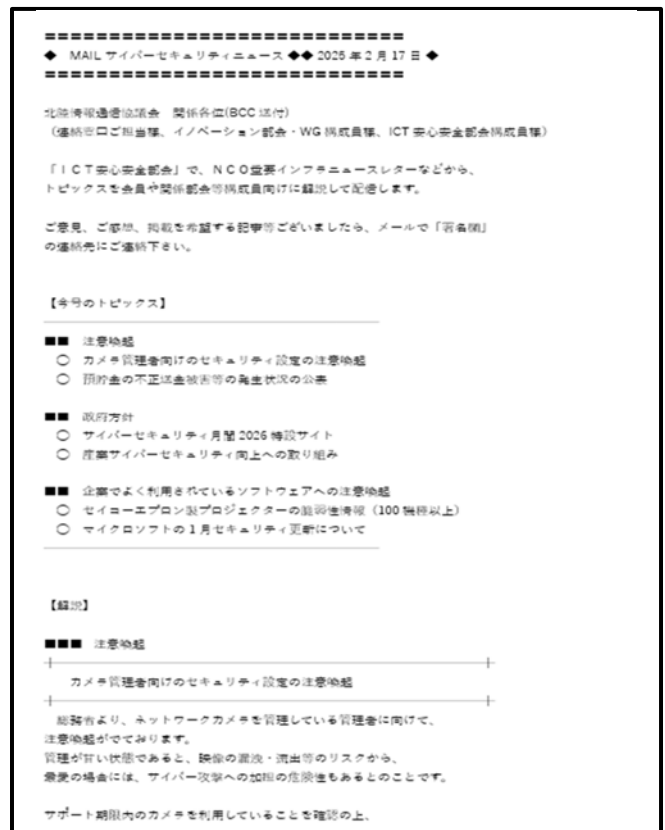 ============================
◆ MAIL サイバーセキュリティニュース ◆◆ 2025 年 2 月 17 日 ◆
============================
北陸情報通信協議会 関係各位(BCC 送付)
（連絡窓口ご担当様、イノベーション部会・WG 構成員様、ICT 安心安全部会構成員様）
「ＩＣＴ安心安全部会」で、ＮＣＯ重要インフラニュースレターなどから、
トピックスを会員や関係部会等構成員向けに解説して配信します。
ご意見、ご感想、掲載を希望する記事等ございましたら、メールで「署名欄」
の連絡先にご連絡下さい。
【今号のトピックス】
■■ 注意喚起
○ カメラ管理者向けのセキュリティ設定の注意喚起
○ 預貯金の不正送金被害等の発生状況の公表
■■ 政府方針
○ サイバーセキュリティ月間 2026 特設サイト
○ 産業サイバーセキュリティ向上への取り組み
■■ 企業でよく利用されているソフトウェアへの注意喚起
○ セイコーエプソン製プロジェクターの脆弱性情報（100 機種以上）
○ マイクロソフトの 1 月セキュリティ更新について
【解説】
■■■ 注意喚起
カメラ管理者向けのセキュリティ設定の注意喚起
総務省より、ネットワークカメラを管理している管理者に向けて、
注意喚起がでております。
管理が甘い状態であると、映像の漏洩・流出等のリスクから、
最悪の場合には、サイバー攻撃への加担の危険性もあるとのことです。
サポート期限内のカメラを利用していることを確認の上、